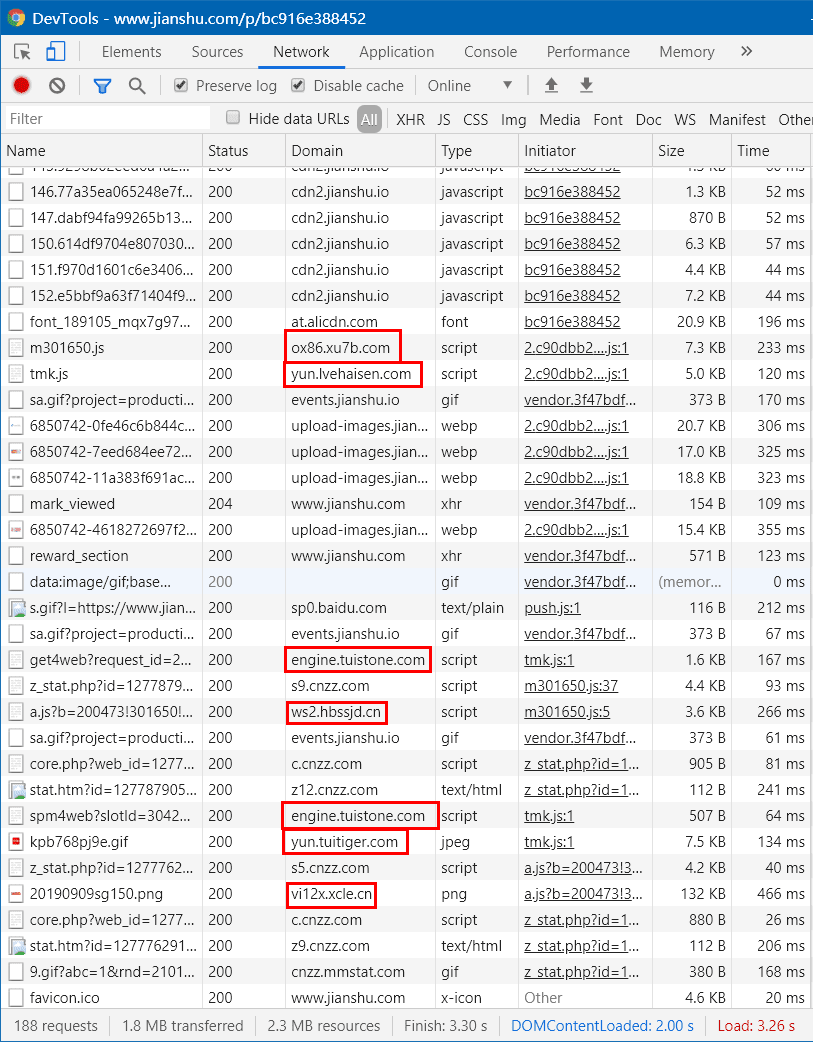 DevTools - www.jianshu.com/p/bc916e388452
Elements Sources Network Application Console Performance Memory »
Preserve log Disable cache Online
Filter Hide data URLs All XHR JS CSS Img Media Font Doc WS Manifest Other
Name Status Domain Type Initiator Size Time
146.77a35ea065248e7f... 200 cdn2.jianshu.io javascript bc916e388452 1.3 KB 52 ms
147.dabf94fa99265b13... 200 cdn2.jianshu.io javascript bc916e388452 870 B 52 ms
150.614df9704e807030... 200 cdn2.jianshu.io javascript bc916e388452 6.3 KB 57 ms
151.f970d1601c6e3406... 200 cdn2.jianshu.io javascript bc916e388452 4.4 KB 44 ms
152.e5bbf9a63f71404f9... 200 cdn2.jianshu.io javascript bc916e388452 7.2 KB 44 ms
font_189105_mqx7g97... 200 at.alicdn.com font bc916e388452 20.9 KB 196 ms
m301650.js 200 ox86.xu7b.com script 2.c90dbb2....js:1 7.3 KB 233 ms
tmk.js 200 yun.lvehaisen.com script 2.c90dbb2....js:1 5.0 KB 120 ms
sa.gif?project=producti... 200 events.jianshu.io gif vendor.3f47bdf... 373 B 170 ms
6850742-0fe46c6b844c... 200 upload-images.jian... webp 2.c90dbb2....js:1 20.7 KB 306 ms
6850742-7eed684ee72... 200 upload-images.jian... webp 2.c90dbb2....js:1 17.0 KB 325 ms
6850742-11a383f691ac... 200 upload-images.jian... webp 2.c90dbb2....js:1 18.8 KB 323 ms
mark_viewed 204 www.jianshu.com xhr vendor.3f47bdf... 154 B 109 ms
6850742-4618272697f2... 200 upload-images.jian... webp 2.c90dbb2....js:1 15.4 KB 355 ms
reward_section 200 www.jianshu.com xhr vendor.3f47bdf... 571 B 123 ms
data:image/gif;base... 200 gif vendor.3f47bdf... (memor... 0 ms
s.gif?l=https://www.jian... 200 sp0.baidu.com text/plain push.js:1 116 B 212 ms
sa.gif?project=producti... 200 events.jianshu.io gif vendor.3f47bdf... 373 B 67 ms
get4web?request_id=2... 200 engine.tuistone.com script tmk.js:1 1.6 KB 167 ms
z_stat.php?id=1277879... 200 s9.cnzz.com script m301650.js:37 4.4 KB 93 ms
a.js?b=200473!301650!... 200 ws2.hbssjd.cn script m301650.js:5 3.6 KB 266 ms
sa.gif?project=producti... 200 events.jianshu.io gif vendor.3f47bdf... 373 B 61 ms
core.php?web_id=1277... 200 c.cnzz.com script z_stat.php?id=1... 905 B 81 ms
stat.htm?id=127787905... 200 z12.cnzz.com text/html z_stat.php?id=1... 112 B 241 ms
spm4web?slotId=3042... 200 engine.tuistone.com script tmk.js:1 507 B 64 ms
kpb768pj9e.gif 200 yun.tuitiger.com jpeg tmk.js:1 7.5 KB 134 ms
z_stat.php?id=1277762... 200 s5.cnzz.com script a.js?b=200473!3... 4.2 KB 40 ms
20190909sg150.png 200 vi12x.xcle.cn png a.js?b=200473!3... 132 KB 466 ms
core.php?web_id=1277... 200 c.cnzz.com script z_stat.php?id=1... 880 B 26 ms
stat.htm?id=127776291... 200 z9.cnzz.com text/html z_stat.php?id=1... 112 B 206 ms
9.gif?abc=1&rnd=2101... 200 cnzz.mmstat.com gif z_stat.php?id=1... 380 B 168 ms
favicon.ico 200 www.jianshu.com x-icon Other 4.6 KB 20 ms
188 requests 1.8 MB transferred 2.3 MB resources Finish: 3.30 s DOMContentLoaded: 2.00 s Load: 3.26 s